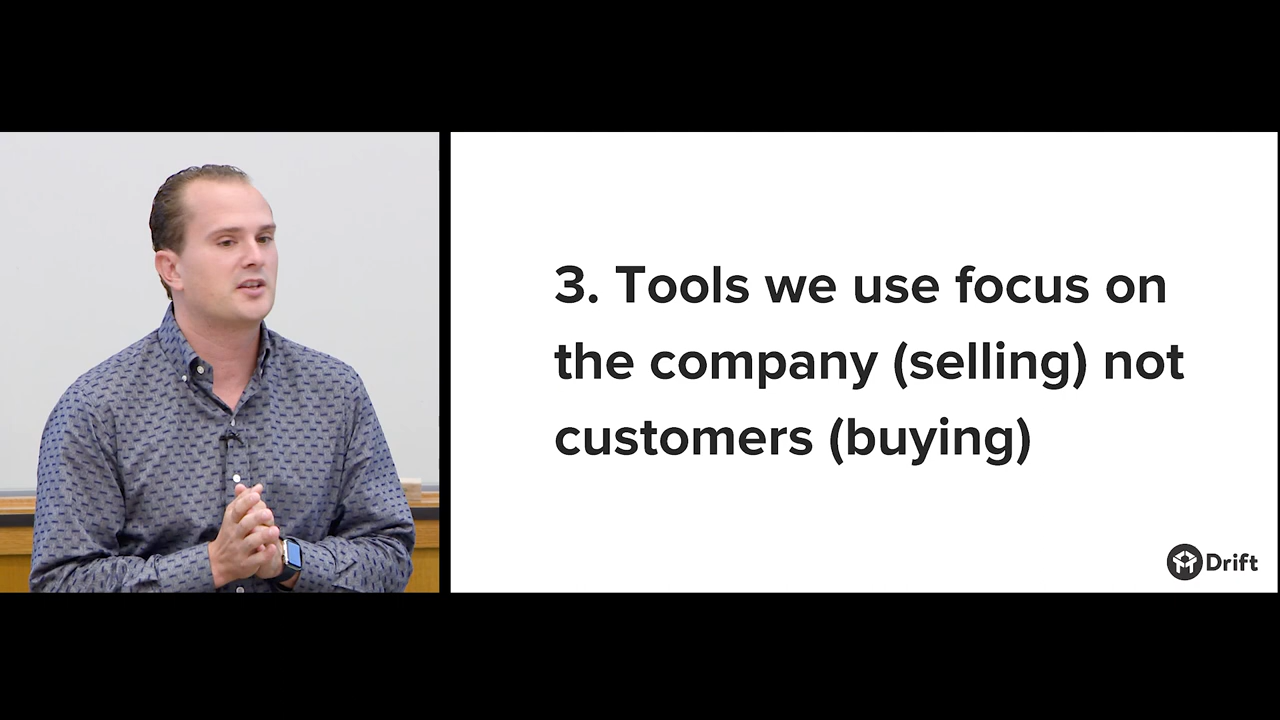 3. Tools we use focus on
the company (selling) not
customers (buying)
Drift